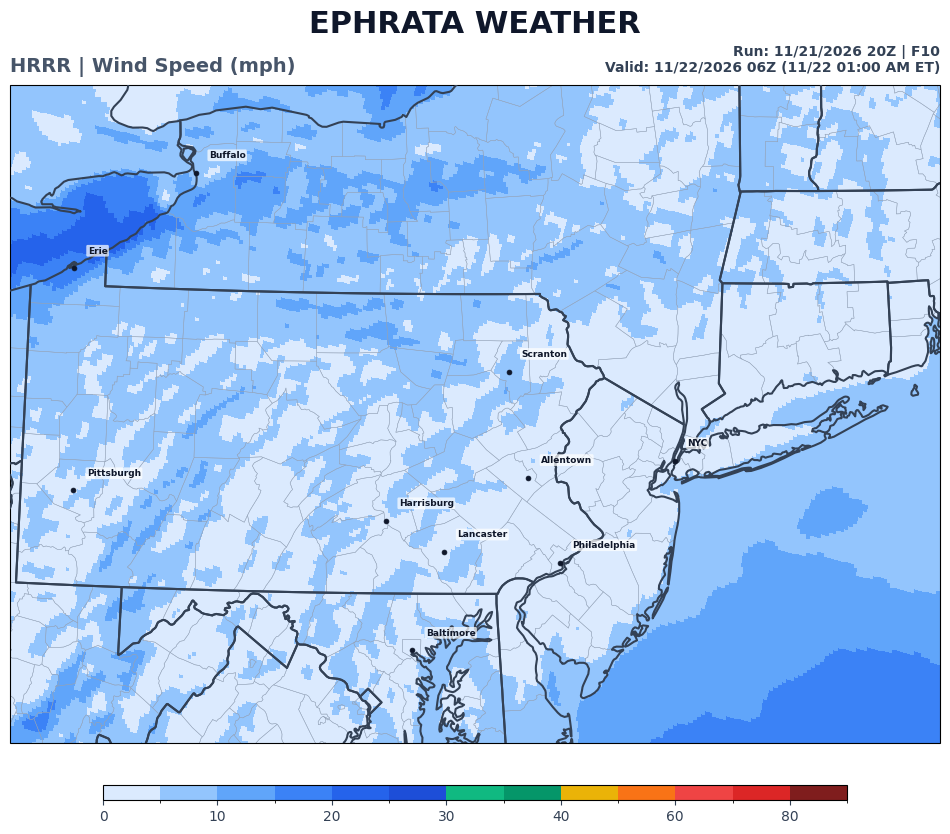 EPHRATA WEATHER
HRRR | Wind Speed (mph)
Run: 11/21/2026 20Z | F10
Valid: 11/22/2026 06Z (11/22 01:00 AM ET)
Buffalo
Erie
Scranton
NYC
Allentown
Pittsburgh
Harrisburg
Lancaster
Philadelphia
Baltimore
0 10 20 30 40 60 80